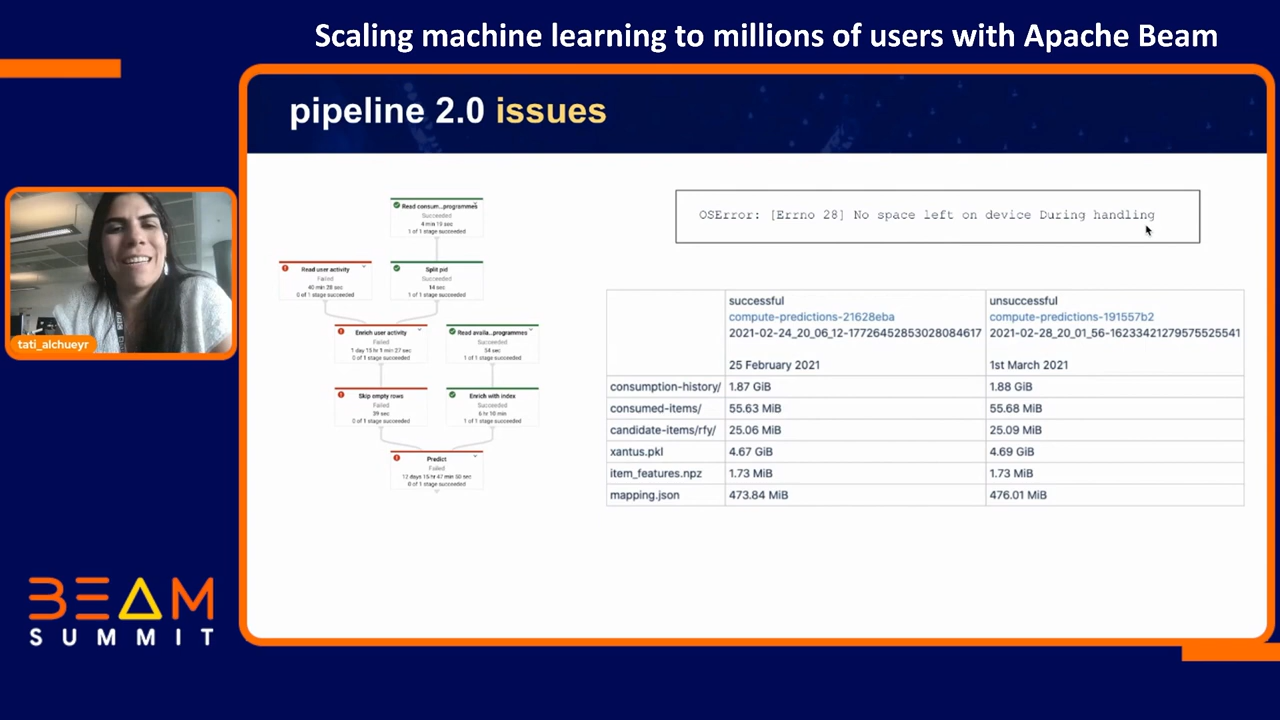 Scaling machine learning to millions of users with Apache Beam
pipeline 2.0 issues
Read consum...programmes
Succeeded
4 min 19 sec
1 of 1 stage succeeded
Read user activity
Failed
40 min 28 sec
0 of 1 stage succeeded
Split pid
Succeeded
14 sec
1 of 1 stage succeeded
Enrich user activity
Failed
1 day 15 hr 1 min 27 sec
0 of 1 stage succeeded
Read availa...programmes
Succeeded
54 sec
1 of 1 stage succeeded
Skip empty rows
Failed
39 sec
0 of 1 stage succeeded
Enrich with index
Succeeded
6 hr 10 min
1 of 1 stage succeeded
Predict
Failed
12 days 15 hr 47 min 50 sec
0 of 1 stage succeeded
OSError: [Errno 28] No space left on device During handling
successful unsuccessful
compute-predictions-21628eba compute-predictions-191557b2
2021-02-24_20_06_12-17726452853028084617 2021-02-28_20_01_56-1623342127957525541
25 February 2021 1st March 2021
consumption-history/ 1.87 GiB 1.88 GiB
consumed-items/ 55.63 MiB 55.68 MiB
candidate-items/rfy/ 25.06 MiB 25.09 MiB
xantus.pkl 4.67 GiB 4.69 GiB
item_features.npz 1.73 MiB 1.73 MiB
mapping.json 473.84 MiB 476.01 MiB
tati_alchueyr
BEAM
SUMMIT